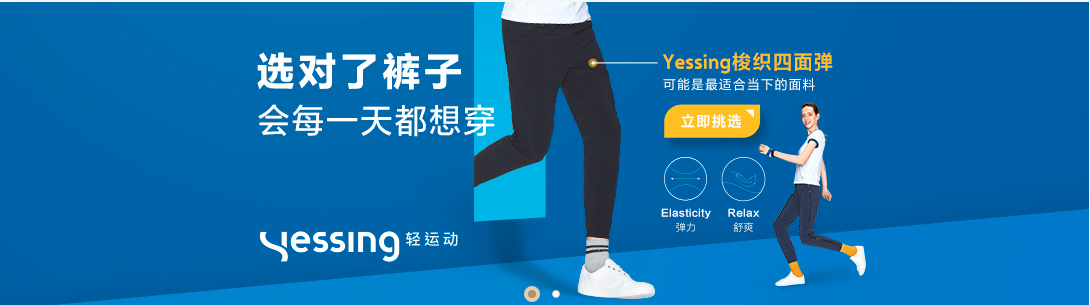 选对了裤子
会每一天都想穿
Yessing梭织四面弹
可能是最适合当下的面料
立即挑选
Elasticity
弹力
Relax
舒爽
yessing 轻运动